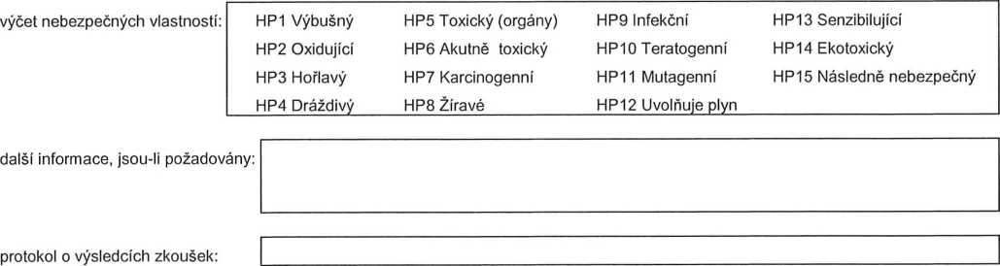 výčet nebezpečných vlastností: HP1 Výbušný HP5 Toxický (orgány) HP9 Infekční HP13 Senzibilující
HP2 Oxidující HP6 Akutně toxický HP10 Teratogenní HP14 Ekotoxický
HP3 Hořlavý HP7 Karcinogenní HP11 Mutagenní HP15 Následně nebezpečný
HP4 Dráždivý HP8 Žíravé HP12 Uvolňuje plyn
další informace, jsou-li požadovány:
protokol o výsledcích zkoušek: